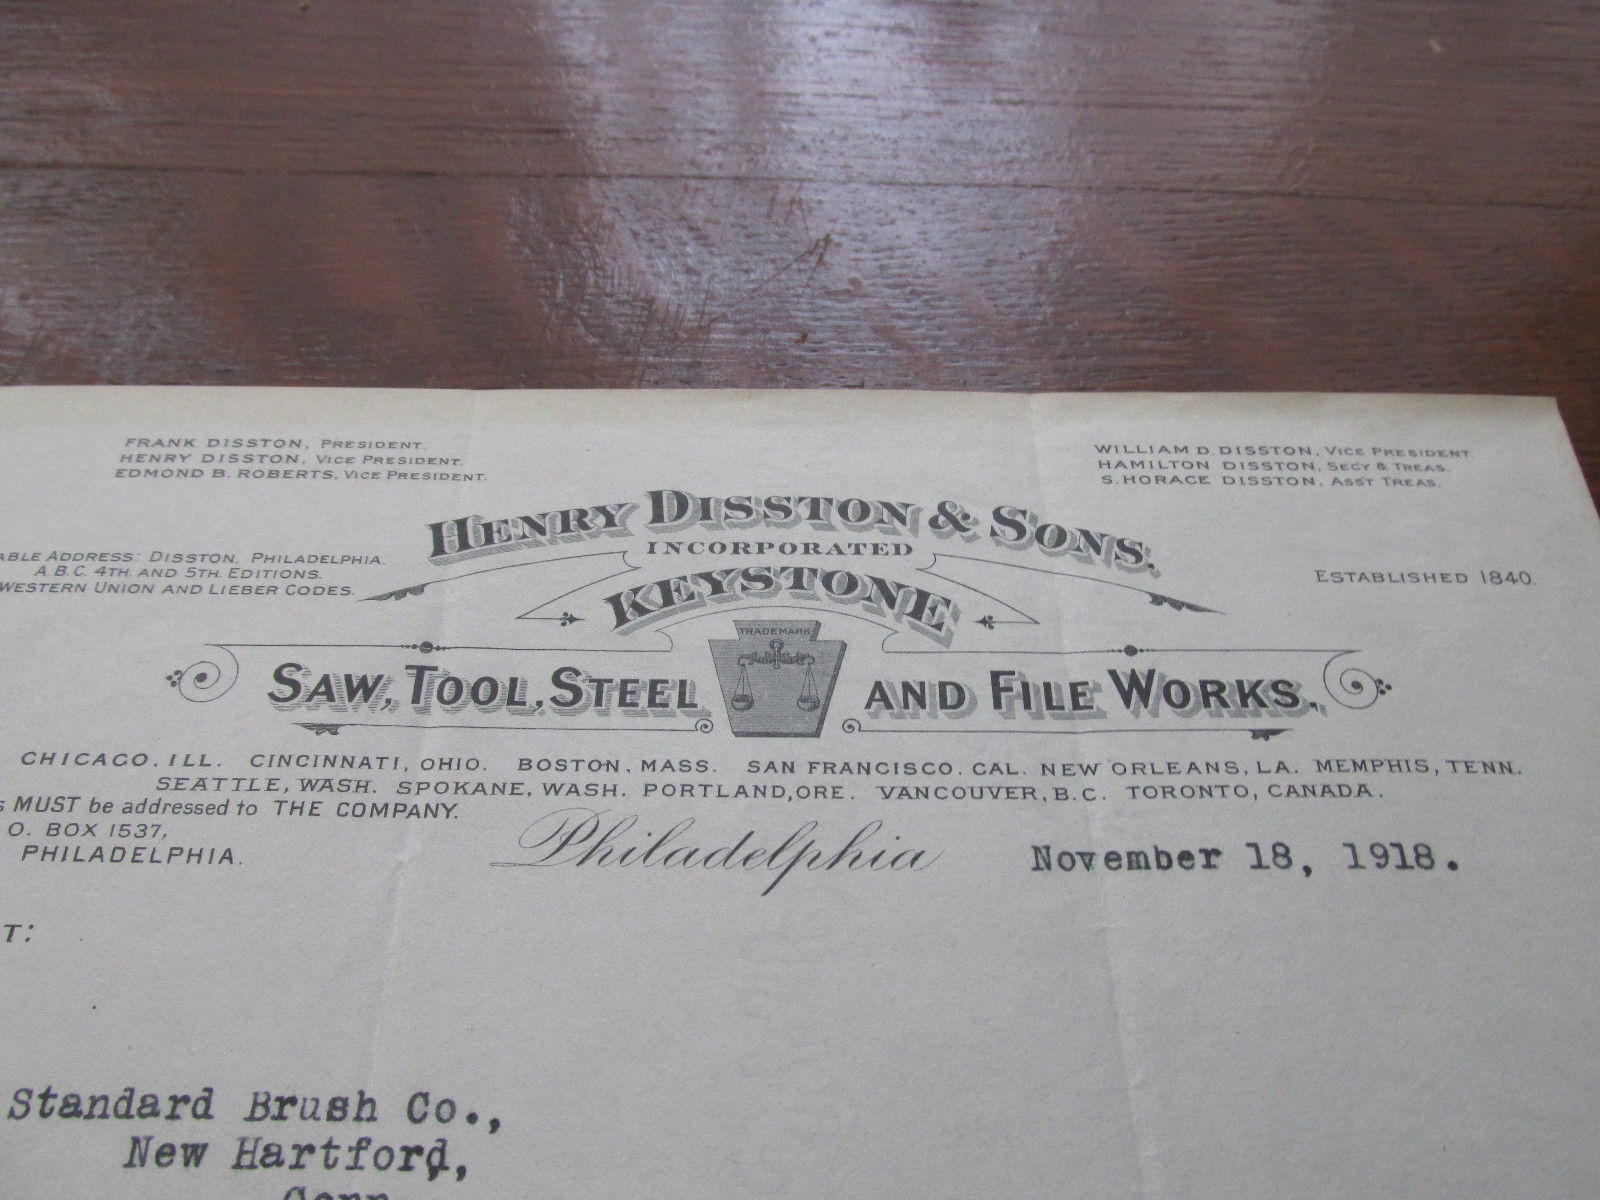 FRANK DISSTON, PRESIDENT.
HENRY DISSTON, VICE PRESIDENT.
EDMOND B. ROBERTS, VICE PRESIDENT.
WILLIAM D. DISSTON, VICE PRESIDENT.
HAMILTON DISSTON, SECY & TREAS.
S. HORACE DISSTON, ASST TREAS.
HENRY DISSTON & SONS.
INCORPORATED
ABLE ADDRESS: DISSTON, PHILADELPHIA.
A.B.C. 4TH. AND 5TH. EDITIONS.
WESTERN UNION AND LIEBER CODES.
ESTABLISHED 1840.
KEYSTONE
TRADEMARK
SAW, TOOL, STEEL AND FILE WORKS.
CHICAGO, ILL. CINCINNATI, OHIO. BOSTON, MASS. SAN FRANCISCO. CAL. NEW ORLEANS, LA. MEMPHIS, TENN.
SEATTLE, WASH. SPOKANE, WASH. PORTLAND, ORE. VANCOUVER, B.C. TORONTO, CANADA.
s MUST be addressed to THE COMPANY.
O. BOX 1537,
PHILADELPHIA.
Philadelphia November 18, 1918.
T:
Standard Brush Co.,
New Hartford,
Conn